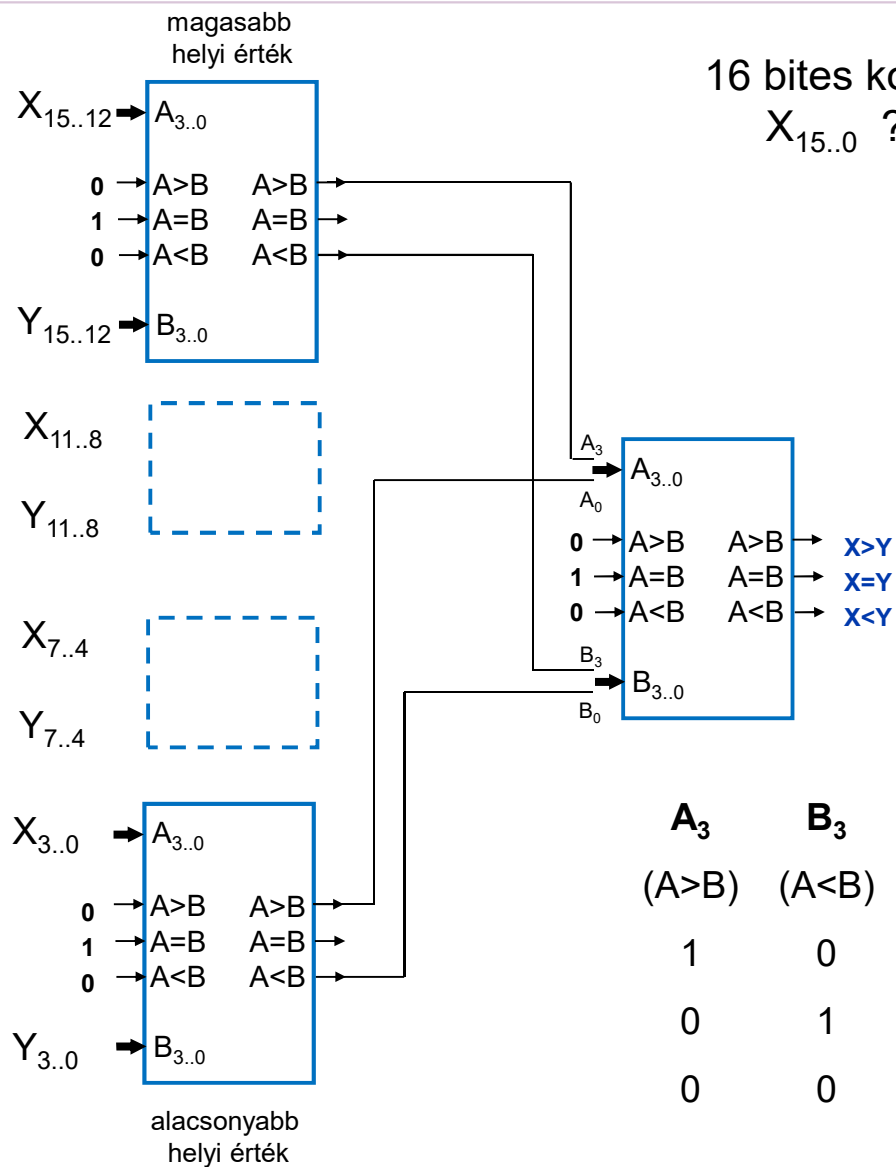 magasabb
helyi érték
16 bites ko
X15..0 ?
X15..12
A3..0
0 A>B A>B
1 A=B A=B
0 A<B A<B
Y15..12
B3..0
X11..8
Y11..8
X7..4
Y7..4
A3
A3..0
A0
0 A>B A>B X>Y
1 A=B A=B X=Y
0 A<B A<B X<Y
B3
B3..0
B0
X3..0
A3..0
0 A>B A>B
1 A=B A=B
0 A<B A<B
Y3..0
B3..0
alacsonyabb
helyi érték
A3 B3
(A>B) (A<B)
1 0
0 1
0 0